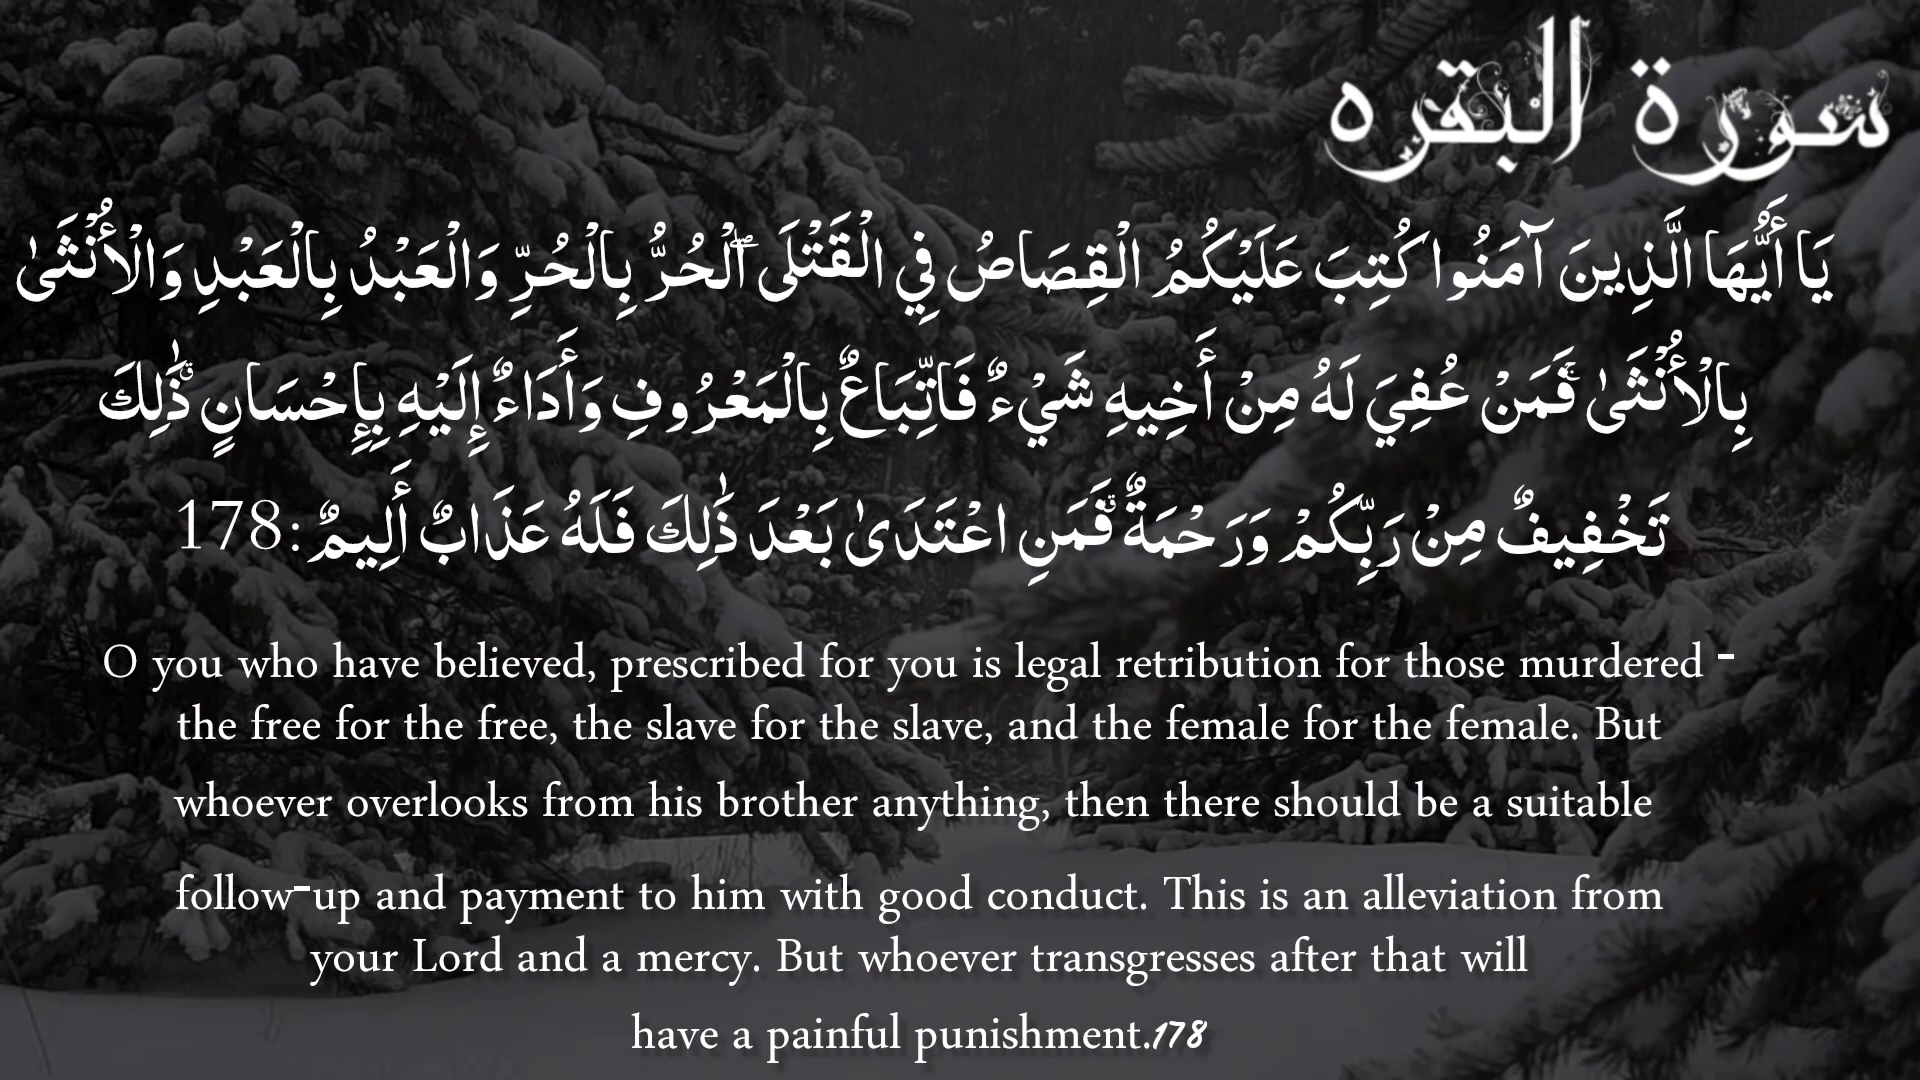 سورة البقره
يَا أَيُّهَا الَّذِينَ آمَنُوا كُتِبَ عَلَيْكُمُ الْقِصَاصُ فِي الْقَتْلَى ۖ الْحُرُّ بِالْحُرِّ وَالْعَبْدُ بِالْعَبْدِ وَالْأُنْثَىٰ
بِالْأُنْثَىٰ ۚ فَمَنْ عُفِيَ لَهُ مِنْ أَخِيهِ شَيْءٌ فَاتِّبَاعٌ بِالْمَعْرُوفِ وَأَدَاءٌ إِلَيْهِ بِإِحْسَانٍ ۗ ذَٰلِكَ
تَخْفِيفٌ مِنْ رَبِّكُمْ وَرَحْمَةٌ ۗ فَمَنِ اعْتَدَىٰ بَعْدَ ذَٰلِكَ فَلَهُ عَذَابٌ أَلِيمٌ :178
O you who have believed, prescribed for you is legal retribution for those murdered -
the free for the free, the slave for the slave, and the female for the female. But
whoever overlooks from his brother anything, then there should be a suitable
follow-up and payment to him with good conduct. This is an alleviation from
your Lord and a mercy. But whoever transgresses after that will
have a painful punishment.178